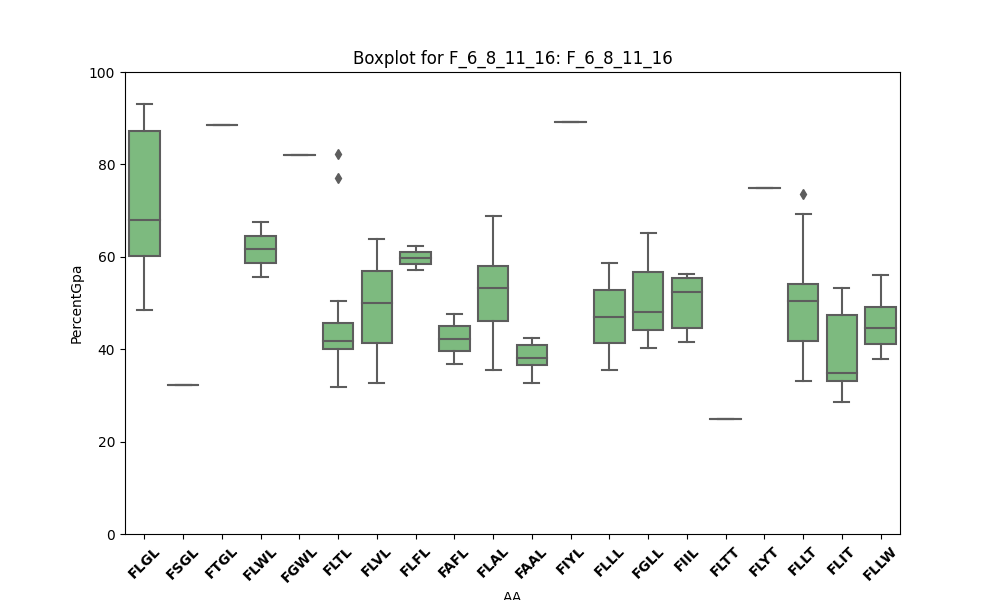 Boxplot for F_6_8_11_16: F_6_8_11_16
100
80
60
40
20
0
PercentGpa
FLGL
FSGL
FTGL
FLWL
FGWL
FLTL
FLVL
FLFL
FAFL
FLAL
FAAL
FIYL
FLLL
FGLL
FIIL
FLTT
FLYT
FLLT
FLIT
FLLW
AA